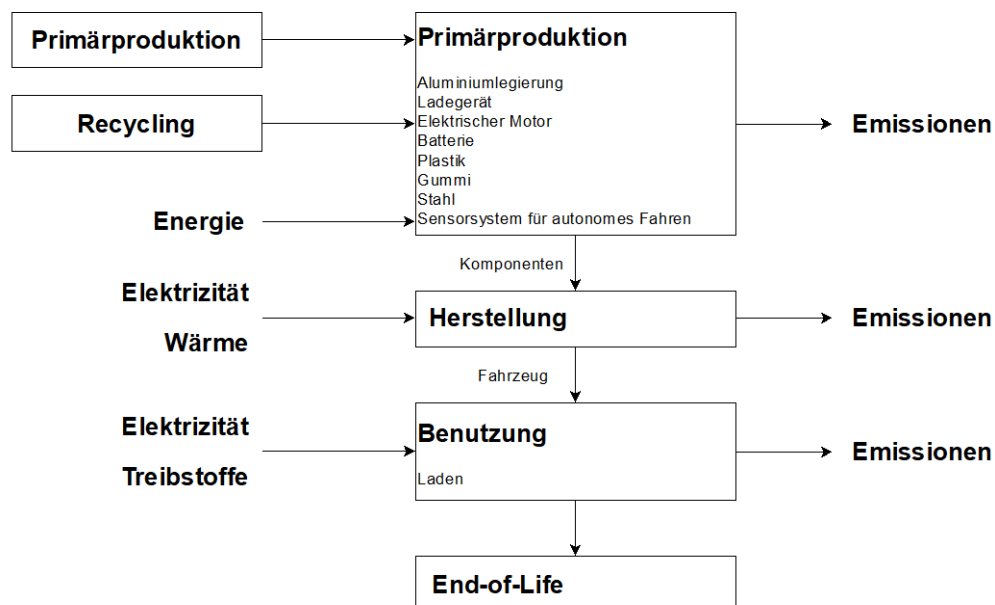 Primärproduktion
Recycling
Energie
Primärproduktion
Aluminiumlegierung
Ladegerät
Elektrischer Motor
Batterie
Plastik
Gummi
Stahl
Sensorsystem für autonomes Fahren
Emissionen
Komponenten
Elektrizität
Wärme
Herstellung
Emissionen
Fahrzeug
Elektrizität
Treibstoffe
Benutzung
Laden
Emissionen
End-of-Life